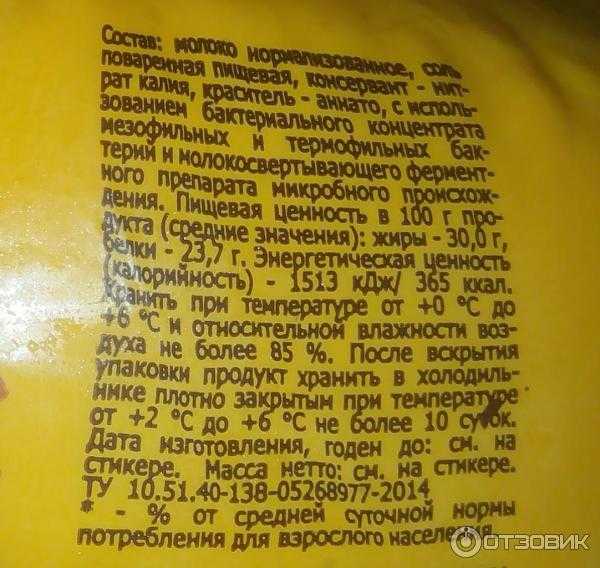 Состав: молоко нормализованное, соль
поваренная пищевая, консервант - нит-
рат калия, краситель - аннато, с исполь-
зованием бактериального концентрата
мезофильных и термофильных бак-
терий и молокосвертывающего фермент-
ного препарата микробного происхож-
дения. Пищевая ценность в 100 г про-
дукта (средние значения): жиры - 30,0 г,
белки - 23,7 г. Энергетическая ценность
(калорийность) - 1513 кДж/ 365 ккал.
Хранить при температуре от +0 °С до
+6 °С и относительной влажности воз-
духа не более 85 %. После вскрытия
упаковки продукт хранить в холодиль-
нике плотно закрытым при температуре
от +2 °С до +6 °С не более 10 суток.
Дата изготовления, годен до: см. на
стикере. Масса нетто: см. на стикере.
ТУ 10.51.40-138-05268977-2014
* - % от средней суточной нормы
потребления для взрослого населения
ОТЗОВИК